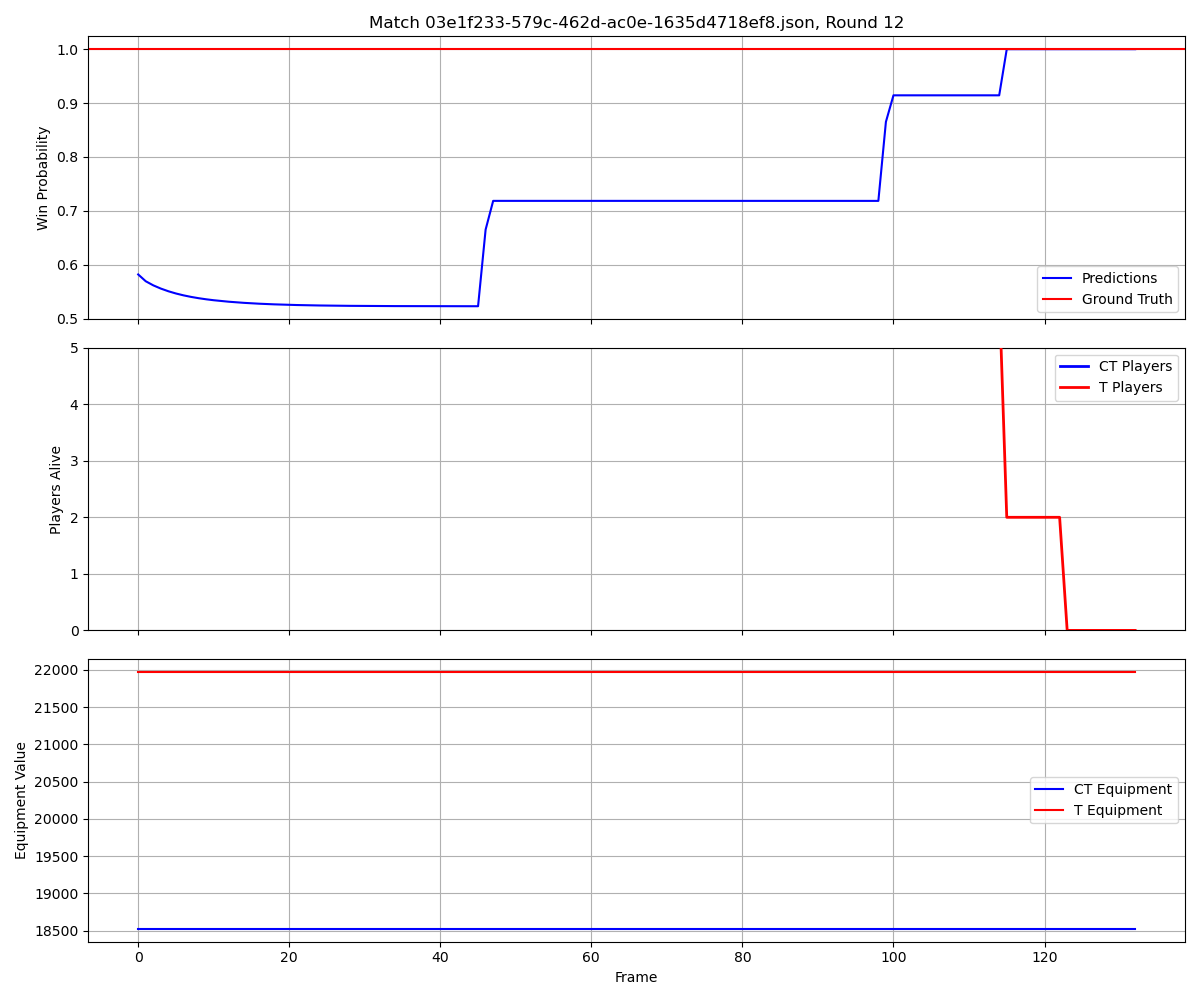 Match 03e1f233-579c-462d-ac0e-1635d4718ef8.json, Round 12
Win Probability
1.0
0.9
0.8
0.7
0.6
0.5
Predictions
Ground Truth
Players Alive
5
4
3
2
1
0
CT Players
T Players
Equipment Value
22000
21500
21000
20500
20000
19500
19000
18500
CT Equipment
T Equipment
0 20 40 60 80 100 120
Frame